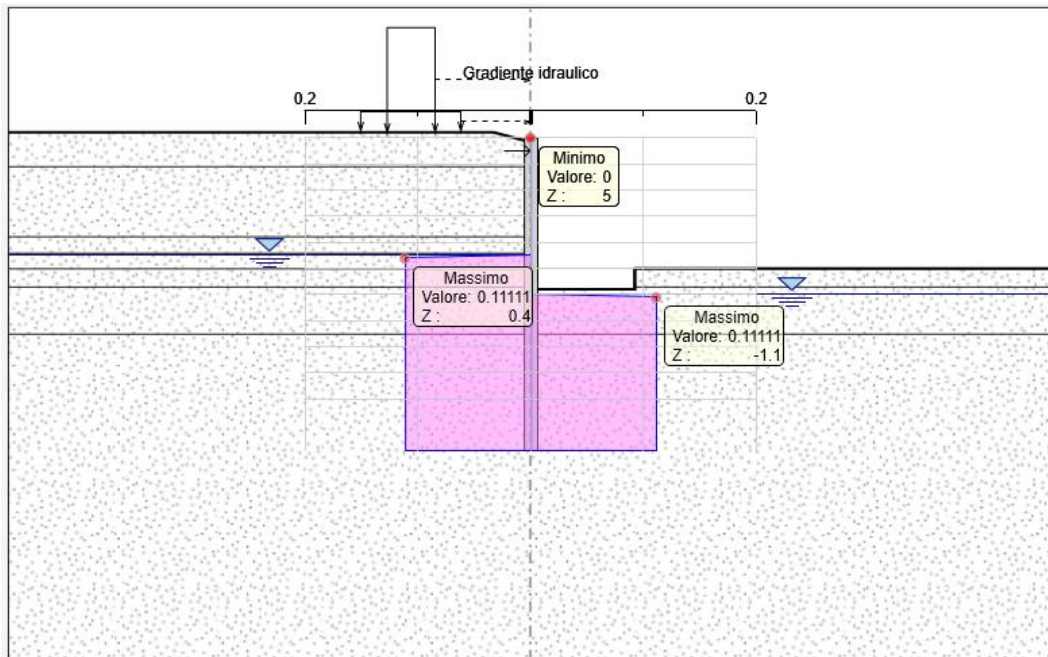 Gradiente idraulico
0.2
0.2
Minimo
Valore: 0
Z : 5
Massimo
Valore: 0.11111
Z : 0.4
Massimo
Valore: 0.11111
Z : -1.1